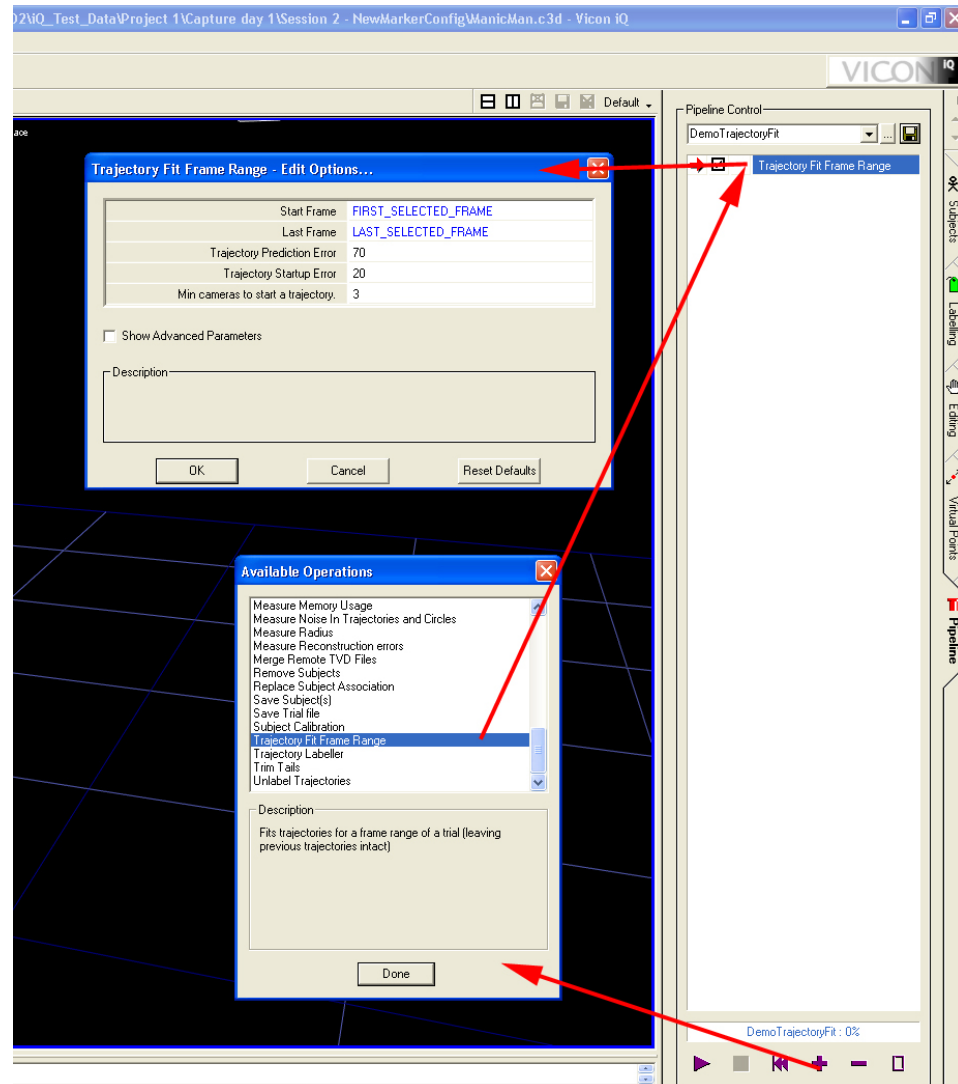 D2\iQ_Test_Data\Project 1\Capture day 1\Session 2 - NewMarkerConfig\ManicMan.c3d - Vicon iQ
VICON iQ
Default
Pipeline Control
DemoTrajectoryFit
...
Trajectory Fit Frame Range
Trajectory Fit Frame Range - Edit Options...
Start Frame FIRST_SELECTED_FRAME
Last Frame LAST_SELECTED_FRAME
Trajectory Prediction Error 70
Trajectory Startup Error 20
Min cameras to start a trajectory. 3
Show Advanced Parameters
Description
OK Cancel Reset Defaults
Available Operations
Measure Memory Usage
Measure Noise In Trajectories and Circles
Measure Radius
Measure Reconstruction errors
Merge Remote TVD Files
Remove Subjects
Replace Subject Association
Save Subject(s)
Save Trial file
Subject Calibration
Trajectory Fit Frame Range
Trajectory Labeller
Trim Tails
Unlabel Trajectories
Description
Fits trajectories for a frame range of a trial (leaving
previous trajectories intact)
Done
DemoTrajectoryFit : 0%
Subjects
Labelling
Editing
Virtual Points
Pipeline